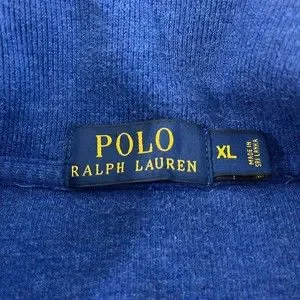 POLO
RALPH LAUREN
XL
MADE IN
SRI LANKA